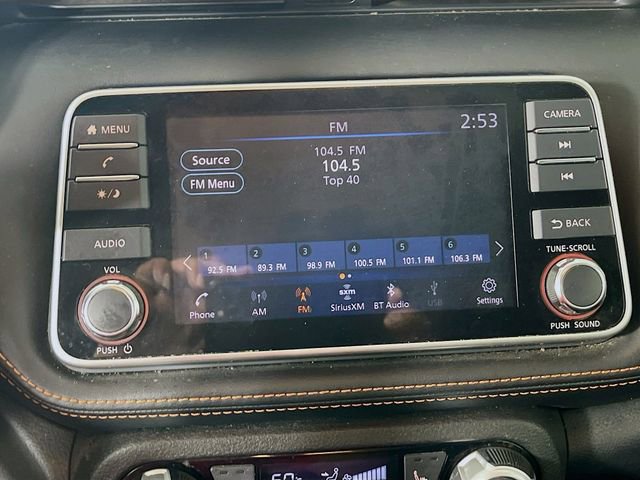 FM
2:53
104.5 FM
104.5
Top 40
Source
FM Menu
1 2 3 4 5 6
92.5 FM 89.3 FM 98.9 FM 100.5 FM 101.1 FM 106.3 FM
Phone AM FM sxm SiriusXM BT Audio USB Settings
MENU
AUDIO
VOL
PUSH
CAMERA
BACK
TUNE-SCROLL
PUSH SOUND